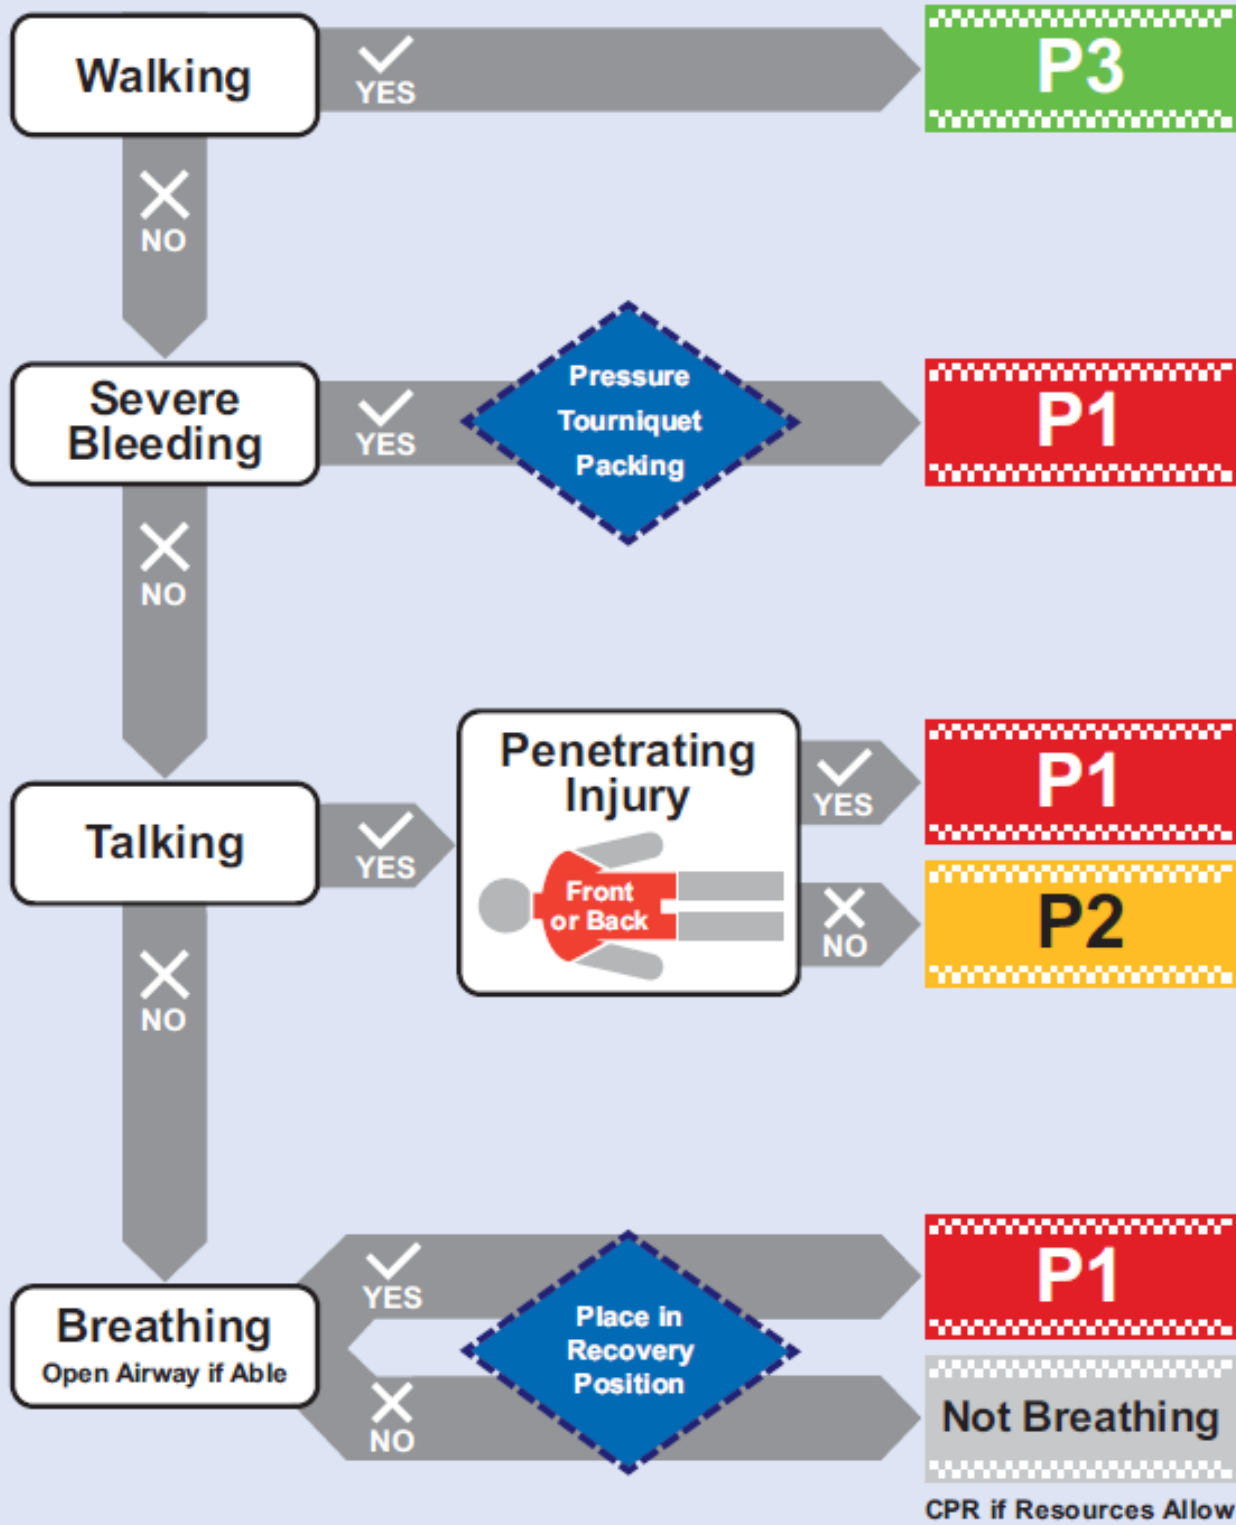 Walking
YES
P3
NO
Severe
Bleeding
YES
Pressure
Tourniquet
Packing
P1
NO
Talking
YES
Penetrating
Injury
Front
or Back
YES
P1
NO
P2
NO
Breathing
Open Airway if Able
YES
Place in
Recovery
Position
P1
NO
Not Breathing
CPR if Resources Allow